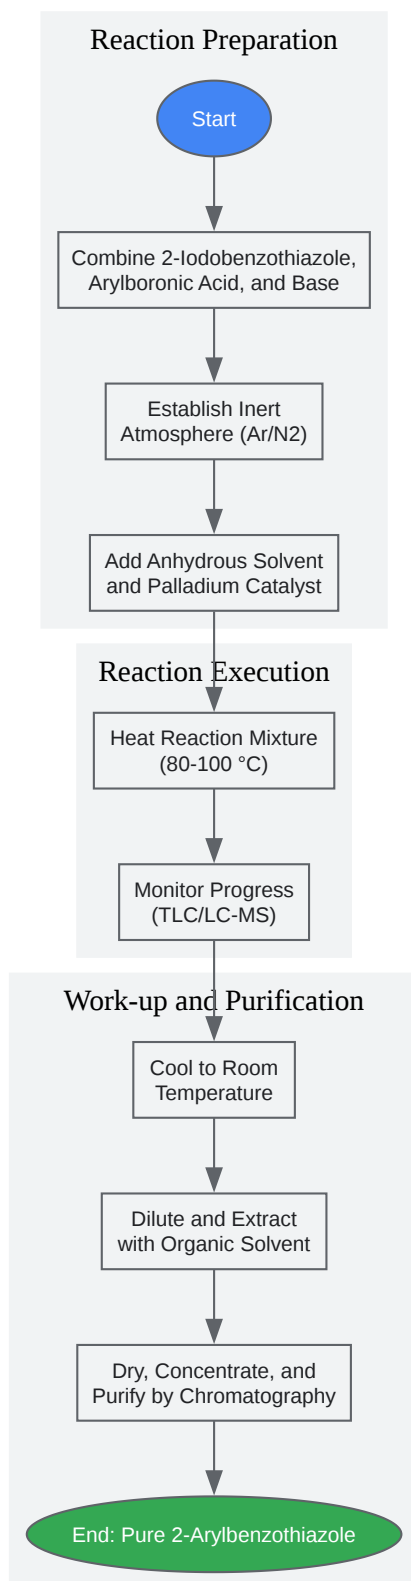 Reaction Preparation
Start
Combine 2-Iodobenzothiazole,
Arylboronic Acid, and Base
Establish Inert
Atmosphere (Ar/N2)
Add Anhydrous Solvent
and Palladium Catalyst
Reaction Execution
Heat Reaction Mixture
(80-100 °C)
Monitor Progress
(TLC/LC-MS)
Work-up and Purification
Cool to Room
Temperature
Dilute and Extract
with Organic Solvent
Dry, Concentrate, and
Purify by Chromatography
End: Pure 2-Arylbenzothiazole